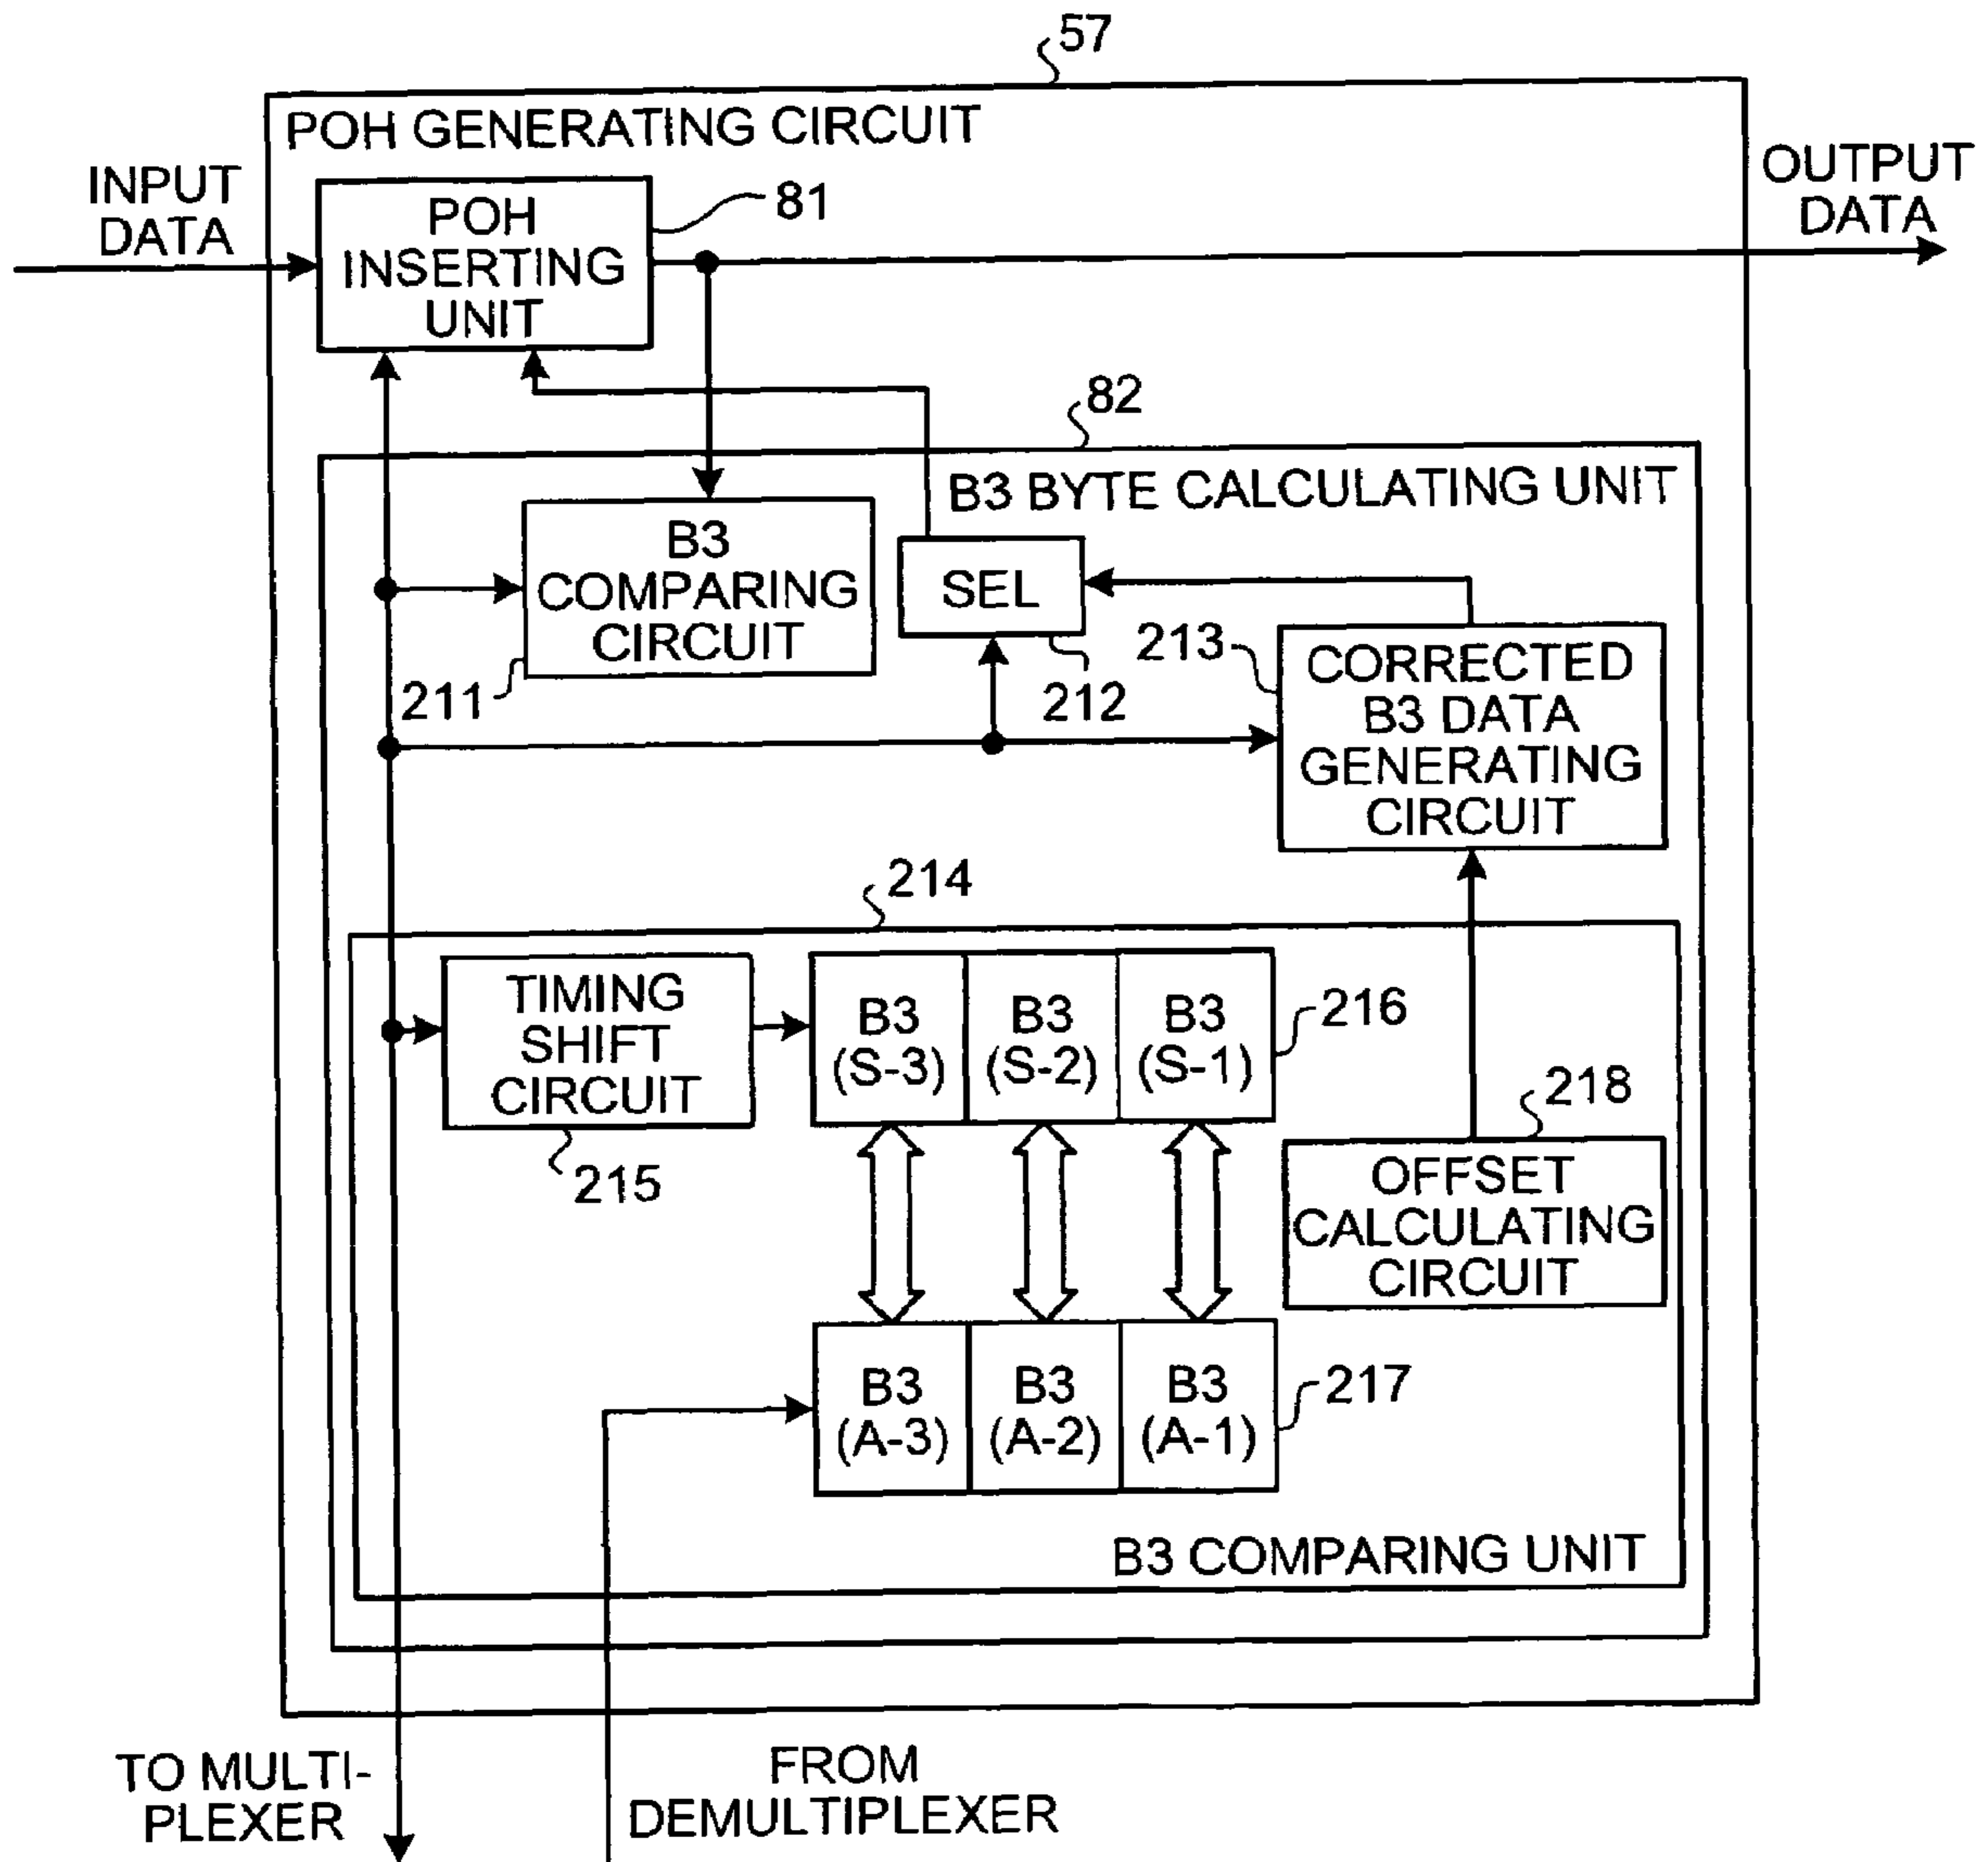 57
POH GENERATING CIRCUIT
INPUT
DATA
OUTPUT
DATA
POH
INSERTING
UNIT
81
82
B3 BYTE CALCULATING UNIT
B3
COMPARING
CIRCUIT
211
SEL
212
213
CORRECTED
B3 DATA
GENERATING
CIRCUIT
214
TIMING
SHIFT
CIRCUIT
215
B3
(S-3)
B3
(S-2)
B3
(S-1)
216
218
OFFSET
CALCULATING
CIRCUIT
B3
(A-3)
B3
(A-2)
B3
(A-1)
217
B3 COMPARING UNIT
TO MULTI-
PLEXER
FROM
DEMULTIPLEXER